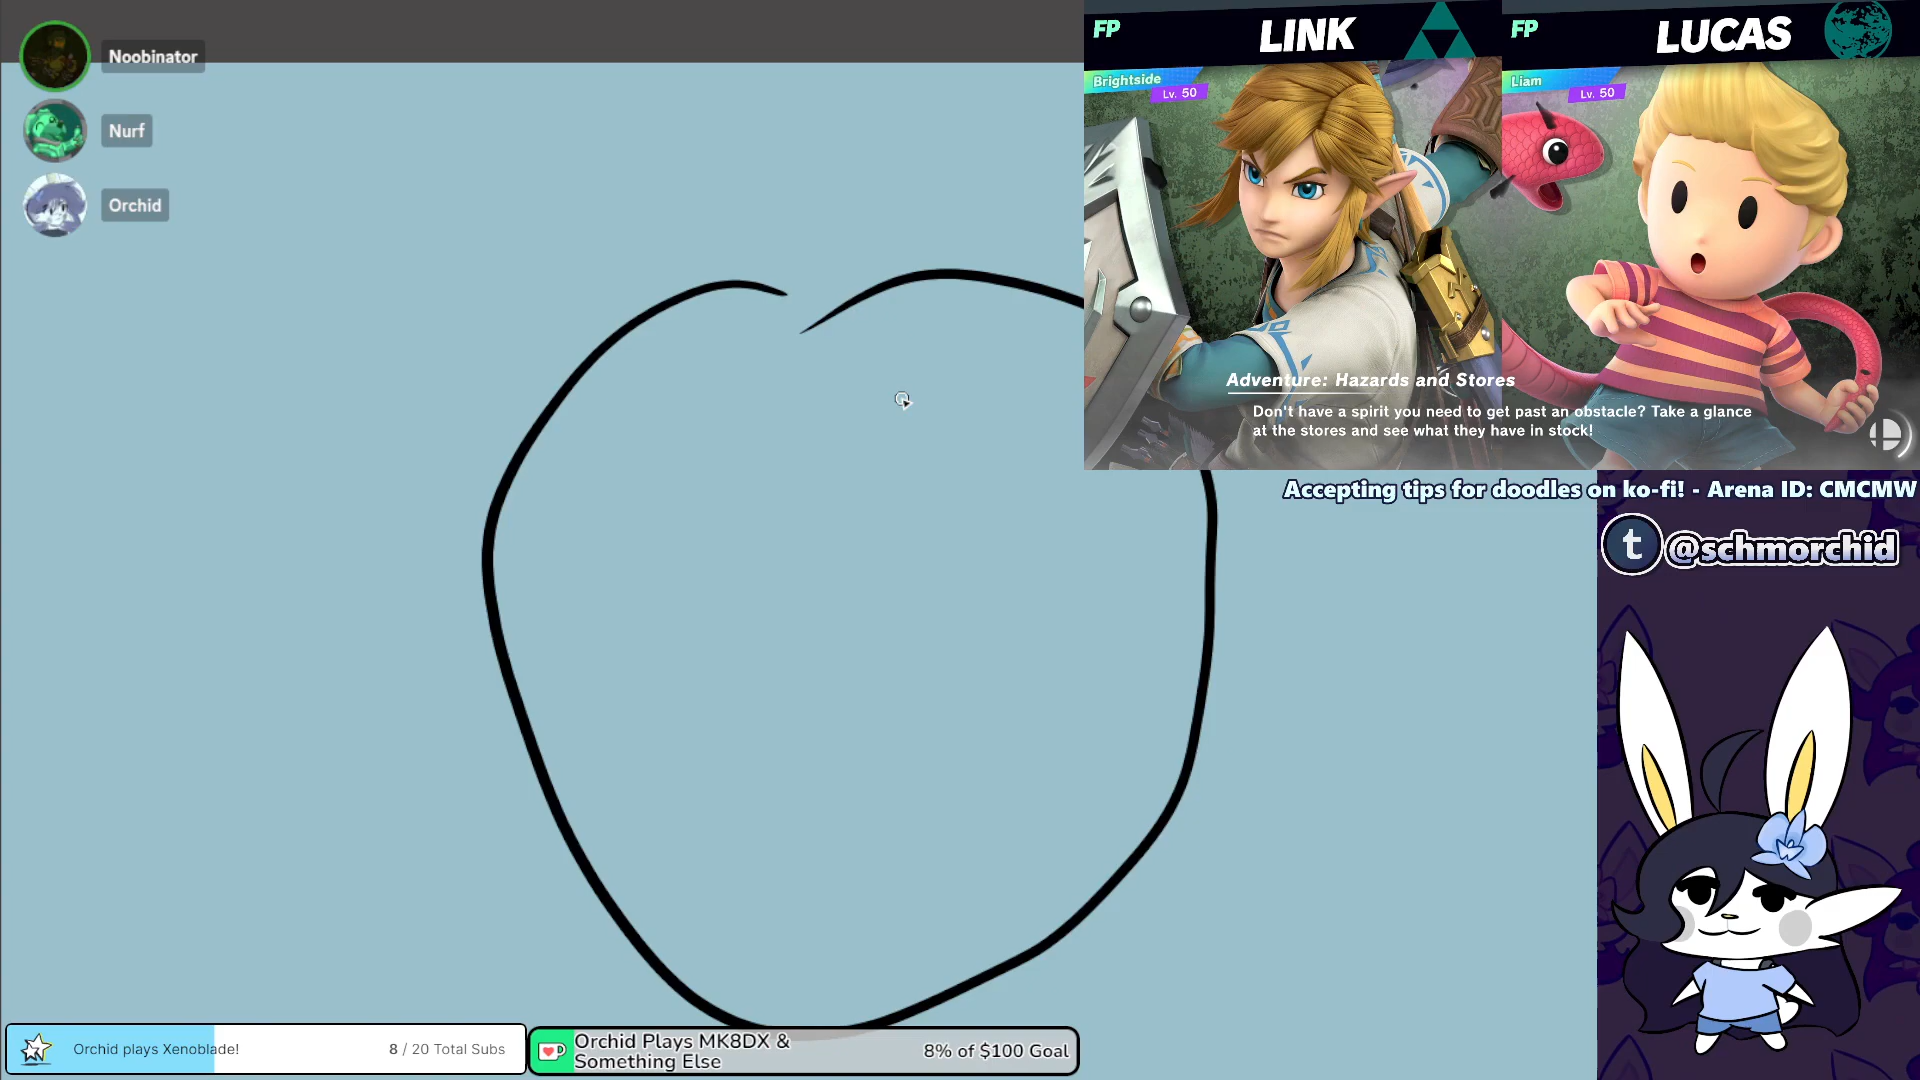 Noobinator
Nurf
Orchid
FP
LINK
Brightside
Lv. 50
FP
LUCAS
Liam
Lv. 50
Adventure: Hazards and Stores
Don't have a spirit you need to get past an obstacle? Take a glance
at the stores and see what they have in stock!
Accepting tips for doodles on ko-fi! - Arena ID: CMCMW
t @schmorchid
Orchid plays Xenoblade!
8 / 20 Total Subs
Orchid Plays MK8DX &
Something Else
8% of $100 Goal